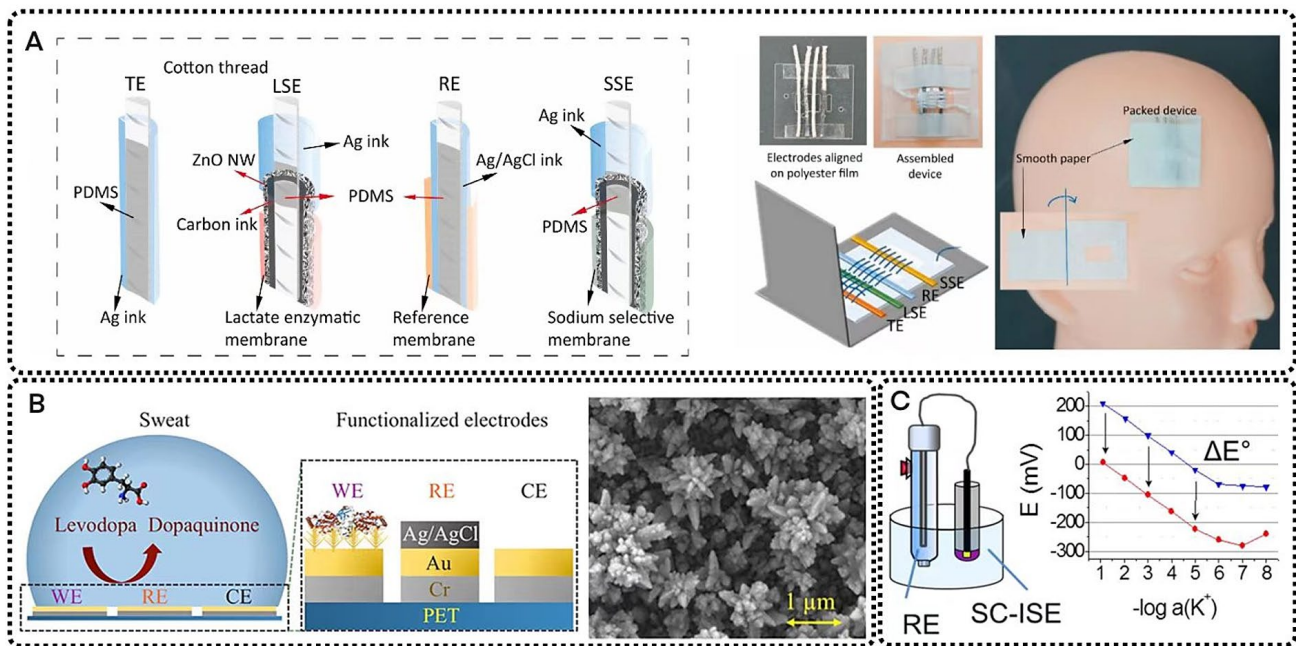 A
TE
Cotton thread
LSE
RE
SSE
Ag ink
ZnO NW
Ag ink
Ag/AgCl ink
PDMS
PDMS
Carbon ink
PDMS
Ag ink
Lactate enzymatic
membrane
Reference
membrane
Sodium selective
membrane
Electrodes aligned
on polyester film
Assembled
device
SSE
RE
LSE
TE
Packed device
Smooth paper
B
Sweat
Levodopa Dopaquinone
WE RE CE
Functionalized electrodes
WE RE CE
Ag/AgCl
Au
Cr
PET
1 µm
C
RE
SC-ISE
E (mV)
200
100
0
-100
-200
-300
ΔE°
1 2 3 4 5 6 7 8
-log a(K⁺)